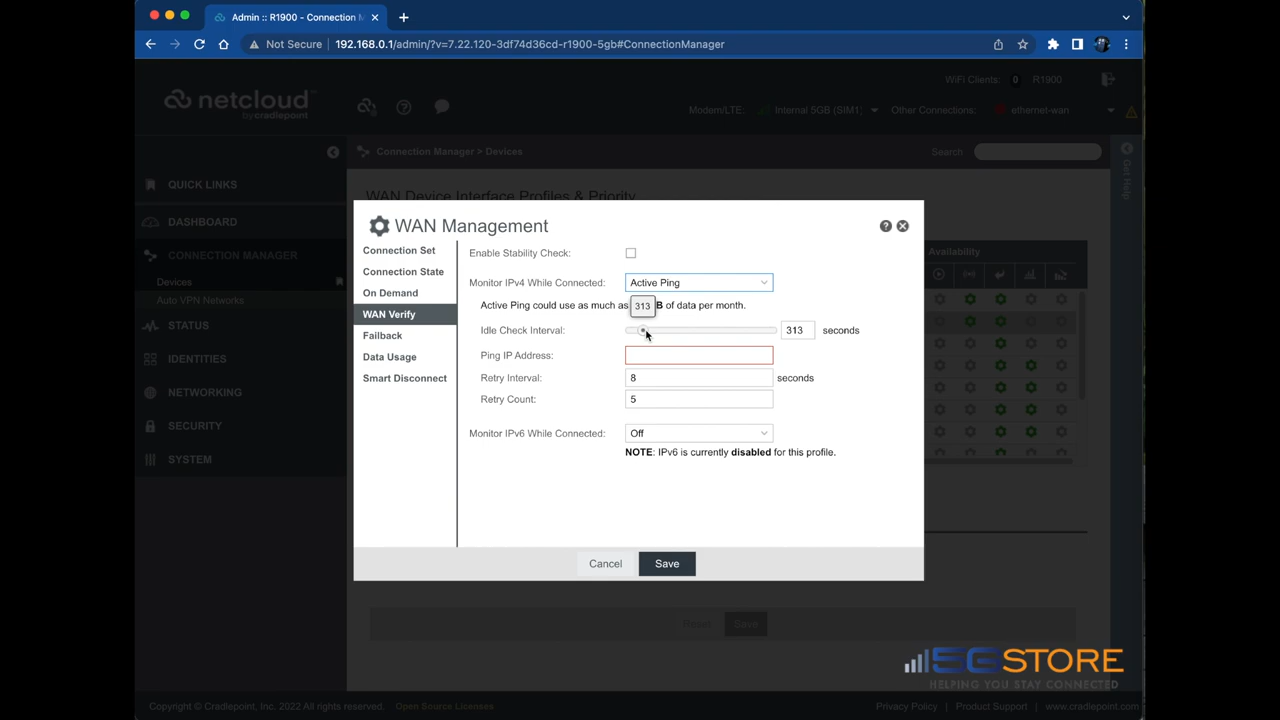 Admin :: R1900 - Connection M
Not Secure
192.168.0.1/admin/?v=7.22.120-3df74d36cd-r1900-5gb#ConnectionManager
WiFi Clients: 0 R1900
netcloud
by cradlepoint
Modem/LTE: Internal 5GB (SIM1) Other Connections: ethernet-wan
Connection Manager > Devices
Search
Get Help
QUICK LINKS
DASHBOARD
CONNECTION MANAGER
Devices
Auto VPN Networks
STATUS
IDENTITIES
NETWORKING
SECURITY
SYSTEM
WAN Device Interface Profiles & Priority
Availability
WAN Management
Connection Set
Connection State
On Demand
WAN Verify
Failback
Data Usage
Smart Disconnect
Enable Stability Check:
Monitor IPv4 While Connected: Active Ping
Active Ping could use as much as 313 B of data per month.
Idle Check Interval: 313 seconds
Ping IP Address:
Retry Interval: 8 seconds
Retry Count: 5
Monitor IPv6 While Connected: Off
NOTE: IPv6 is currently disabled for this profile.
Cancel Save
Save
5GSTORE
HELPING YOU STAY CONNECTED
Copyright © Cradlepoint, Inc. 2022 All rights reserved. Open Source Licenses
Privacy Policy | Product Support | www.cradlepoint.com